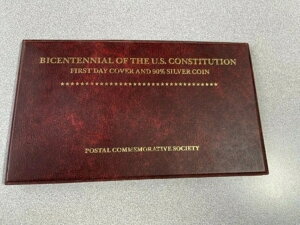 BICENTENNIAL OF THE U.S. CONSTITUTION
FIRST DAY COVER AND 90% SILVER COIN
POSTAL COMMEMORATIVE SOCIETY